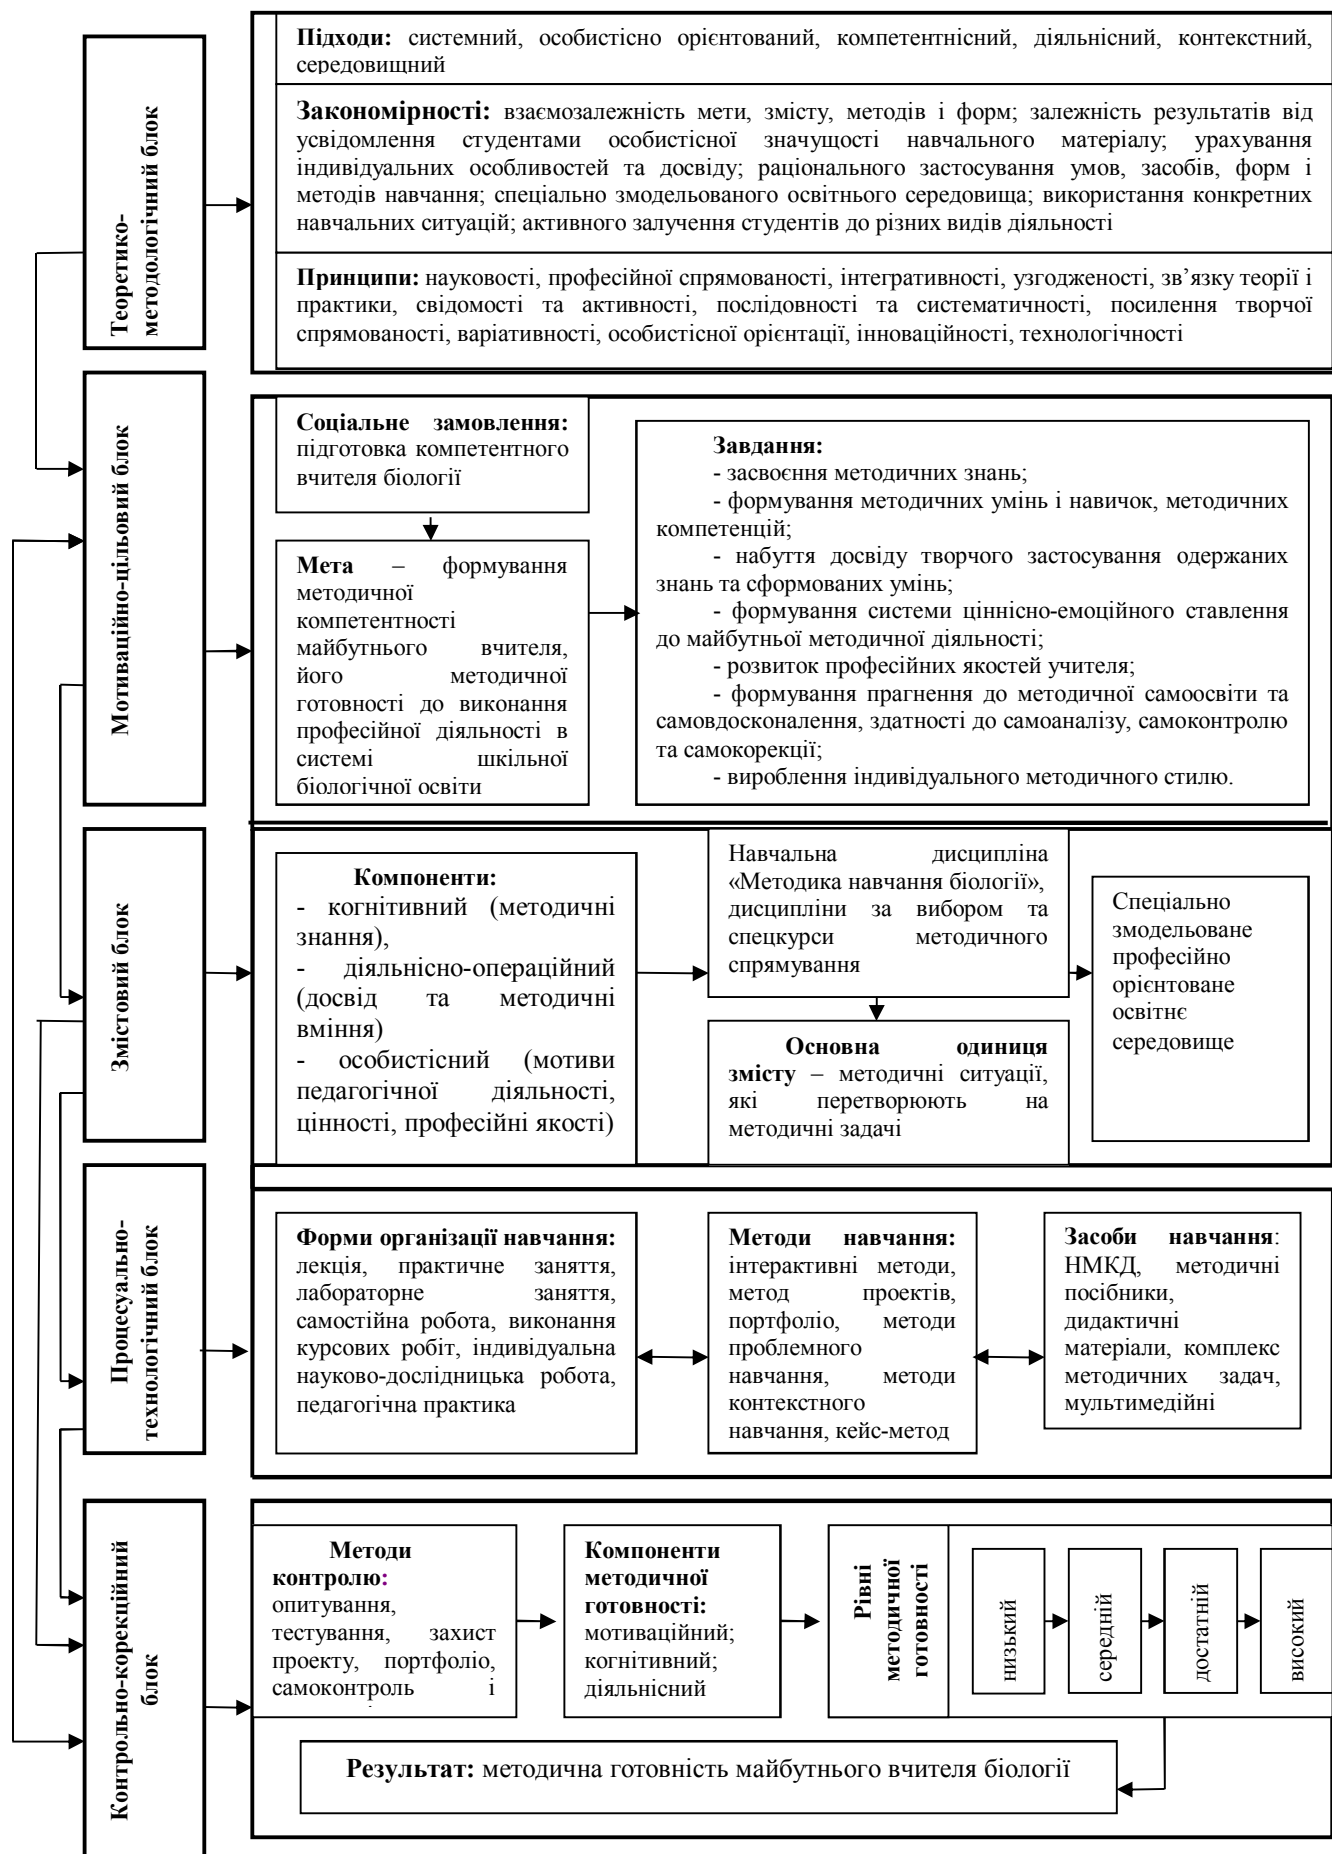 Теоретико-
методологічний блок
Підходи: системний, особистісно орієнтований, компетентнісний, діяльнісний, контекстний,
середовищний
Закономірності: взаємозалежність мети, змісту, методів і форм; залежність результатів від
усвідомлення студентами особистісної значущості навчального матеріалу; урахування
індивідуальних особливостей та досвіду; раціонального застосування умов, засобів, форм і
методів навчання; спеціально змодельованого освітнього середовища; використання конкретних
навчальних ситуацій; активного залучення студентів до різних видів діяльності
Принципи: науковості, професійної спрямованості, інтегративності, узгодженості, зв’язку теорії і
практики, свідомості та активності, послідовності та систематичності, посилення творчої
спрямованості, варіативності, особистісної орієнтації, інноваційності, технологічності
Мотиваційно-цільовий блок
Соціальне замовлення:
підготовка компетентного
вчителя біології
Мета – формування
методичної
компетентності
майбутнього вчителя,
його методичної
готовності до виконання
професійної діяльності в
системі шкільної
біологічної освіти
Завдання:
- засвоєння методичних знань;
- формування методичних умінь і навичок, методичних
компетенцій;
- набуття досвіду творчого застосування одержаних
знань та сформованих умінь;
- формування системи ціннісно-емоційного ставлення
до майбутньої методичної діяльності;
- розвиток професійних якостей учителя;
- формування прагнення до методичної самоосвіти та
самовдосконалення, здатності до самоаналізу, самоконтролю
та самокорекції;
- вироблення індивідуального методичного стилю.
Змістовий блок
Компоненти:
- когнітивний (методичні
знання),
- діяльнісно-операційний
(досвід та методичні
вміння)
- особистісний (мотиви
педагогічної діяльності,
цінності, професійні якості)
Навчальна дисципліна
«Методика навчання біології»,
дисципліни за вибором та
спецкурси методичного
спрямування
Основна одиниця
змісту – методичні ситуації,
які перетворюють на
методичні задачі
Спеціально
змодельоване
професійно
орієнтоване
освітнє
середовище
Процесуально-
технологічний блок
Форми організації навчання:
лекція, практичне заняття,
лабораторне заняття,
самостійна робота, виконання
курсових робіт, індивідуальна
науково-дослідницька робота,
педагогічна практика
Методи навчання:
інтерактивні методи,
метод проектів,
портфоліо, методи
проблемного
навчання, методи
контекстного
навчання, кейс-метод
Засоби навчання:
НМКД, методичні
посібники,
дидактичні
матеріали, комплекс
методичних задач,
мультимедійні
Контрольно-корекційний
блок
Методи
контролю:
опитування,
тестування, захист
проекту, портфоліо,
самоконтроль і
Компоненти
методичної
готовності:
мотиваційний;
когнітивний;
діяльнісний
Рівні
методичної
готовності
низький
середній
достатній
високий
Результат: методична готовність майбутнього вчителя біології